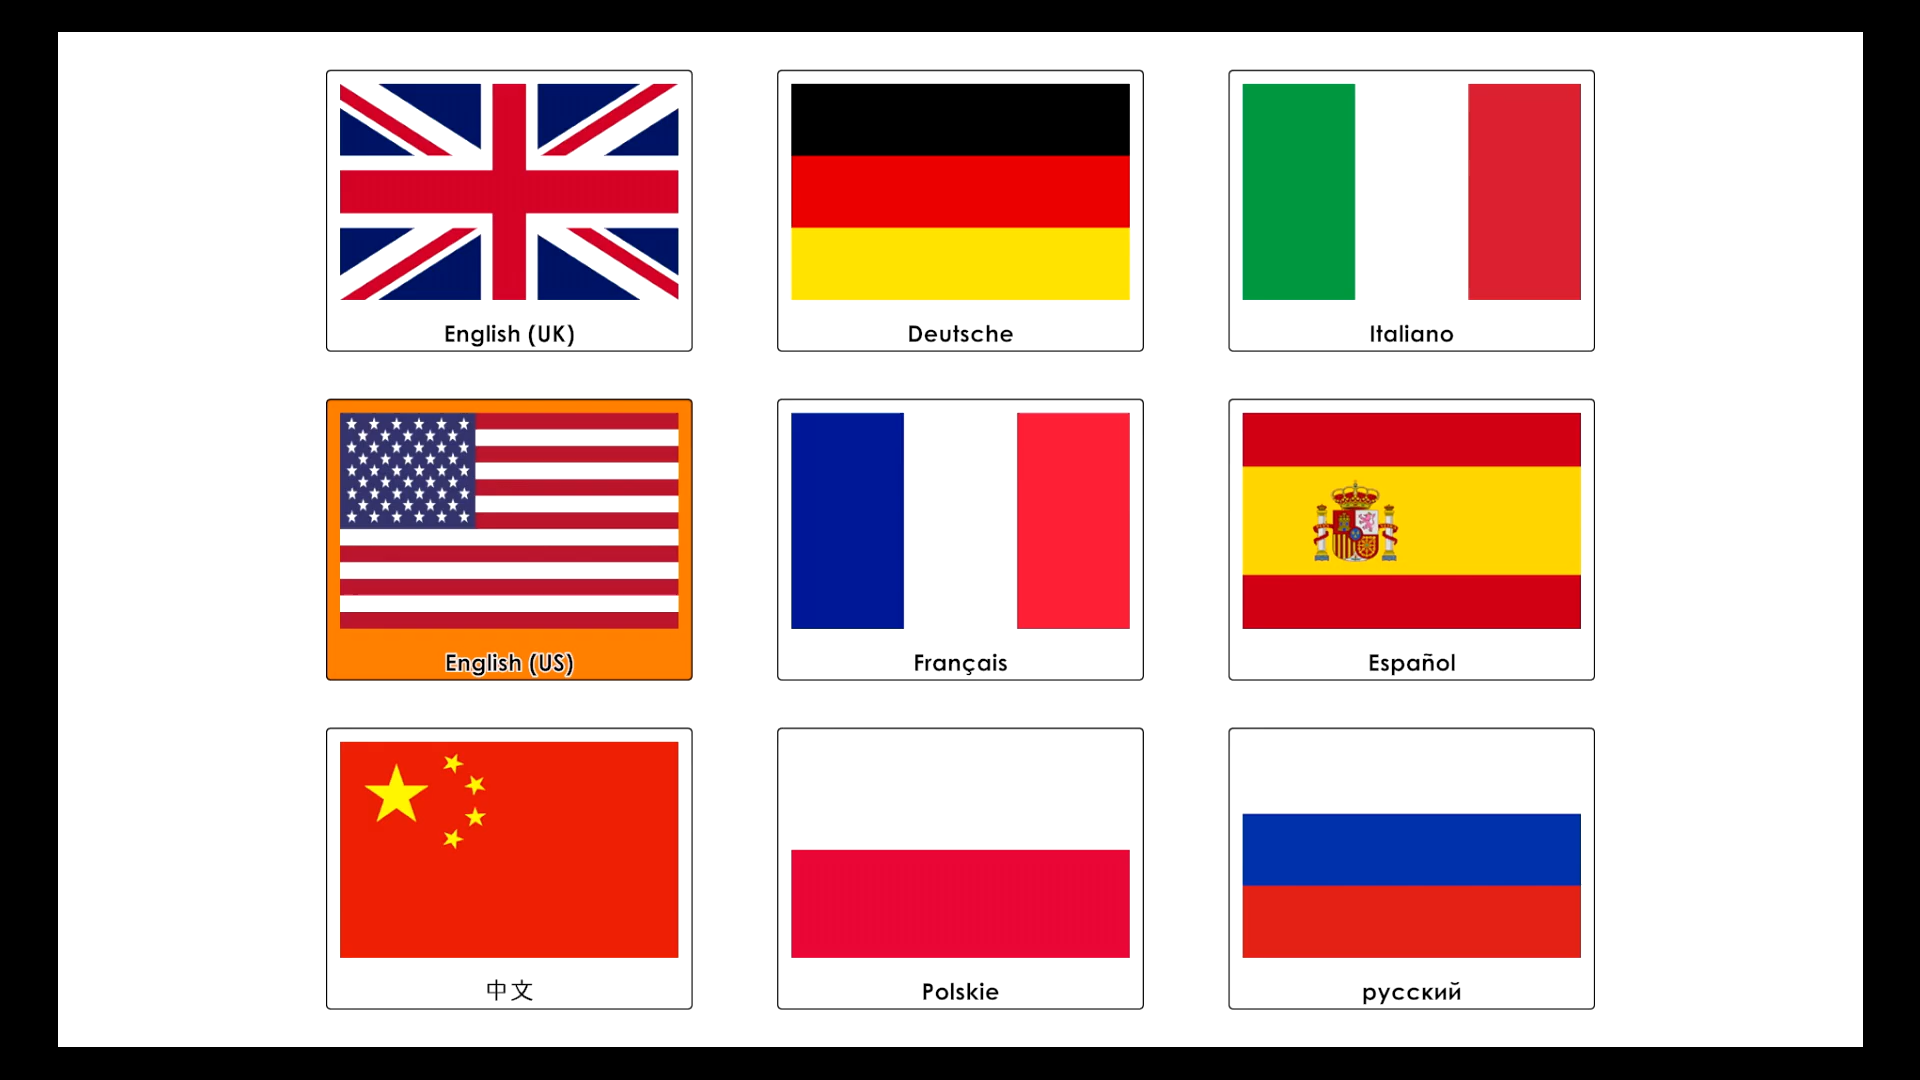 English (UK)
Deutsche
Italiano
English (US)
Français
Español
中文
Polskie
русский